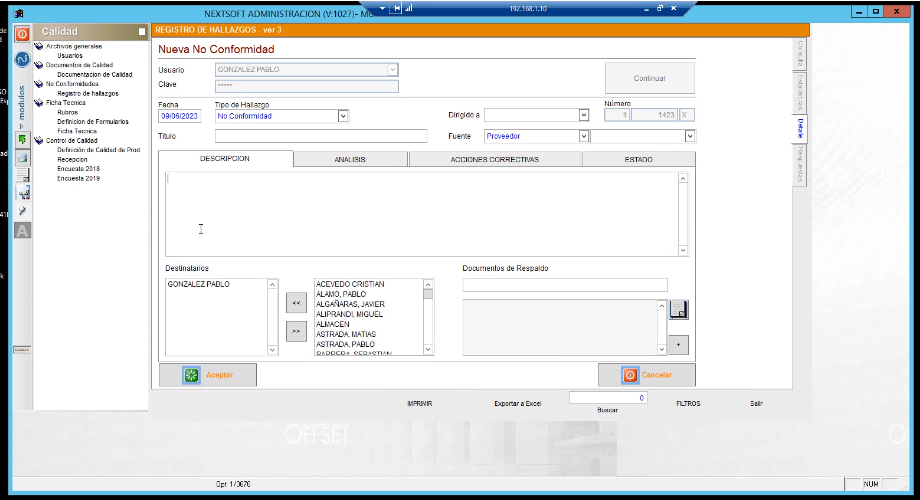 NEXTSOFT ADMINISTRACION (V:1027)-
192.168.1.10
Calidad
Archivos generales
Usuarios
Documentos de Calidad
Documentacion de Calidad
No Conformidades
Registro de hallazgos
Ficha Tecnica
Rubros
Definicion de Formularios
Ficha Tecnica
Control de Calidad
Definición de Calidad de Prod.
Recepcion
Encuesta 2018
Encuesta 2019
modulos
REGISTRO DE HALLAZGOS - ver 3
Nueva No Conformidad
Usuario
GONZALEZ PABLO
Clave
*****
Continuar
Fecha
Tipo de Hallazgo
Número
09/06/2023
No Conformidad
Dirigido a
1
1423
X
Titulo
Fuente
Proveedor
DESCRIPCION
ANALISIS
ACCIONES CORRECTIVAS
ESTADO
Destinatarios
GONZALEZ PABLO
<<
>>
ACEVEDO CRISTIAN
ALAMO, PABLO
ALGAÑARAS, JAVIER
ALIPRANDI, MIGUEL
ALMACEN
ASTRADA, MATIAS
ASTRADA, PABLO
BARRERA, SEBASTIAN
Documentos de Respaldo
+
Aceptar
Cancelar
IMPRIMIR
Exportar a Excel
0
Buscar
FILTROS
Salir
Consulta
Estadisticas
Detalle
Respuestas
OFFSET
Opt: 1/3676
NUM